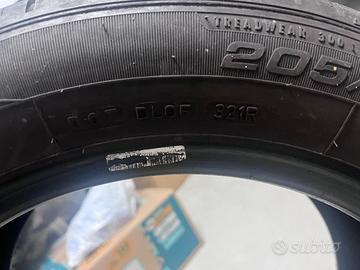 TREADWEAR 300
205/
DOT DLOF 321R
subito